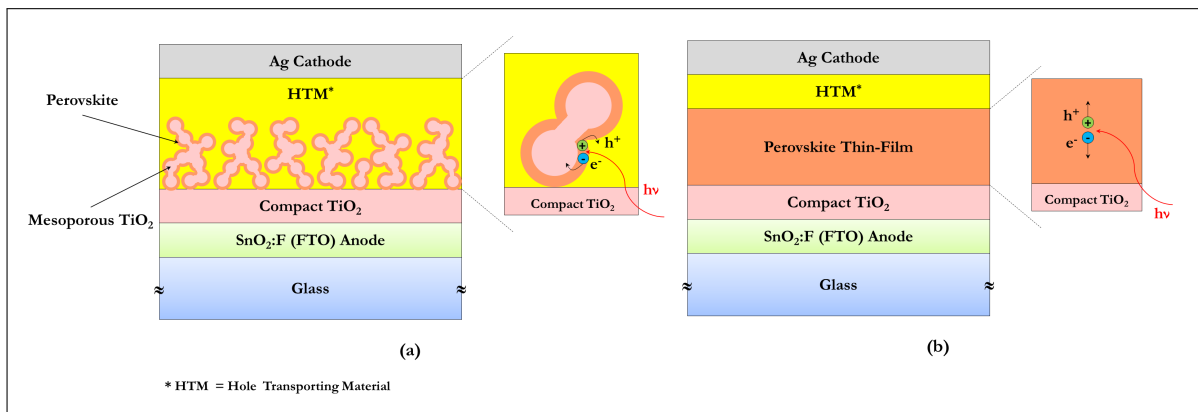 Ag Cathode
HTM*
Perovskite
Mesoporous TiO₂
Compact TiO₂
SnO₂:F (FTO) Anode
Glass
≈ ≈
h⁺
+
-
e⁻
hν
Compact TiO₂
(a)
Ag Cathode
HTM*
Perovskite Thin-Film
Compact TiO₂
SnO₂:F (FTO) Anode
Glass
≈ ≈
h⁺
+
e⁻
-
Compact TiO₂
hν
(b)
* HTM = Hole Transporting Material